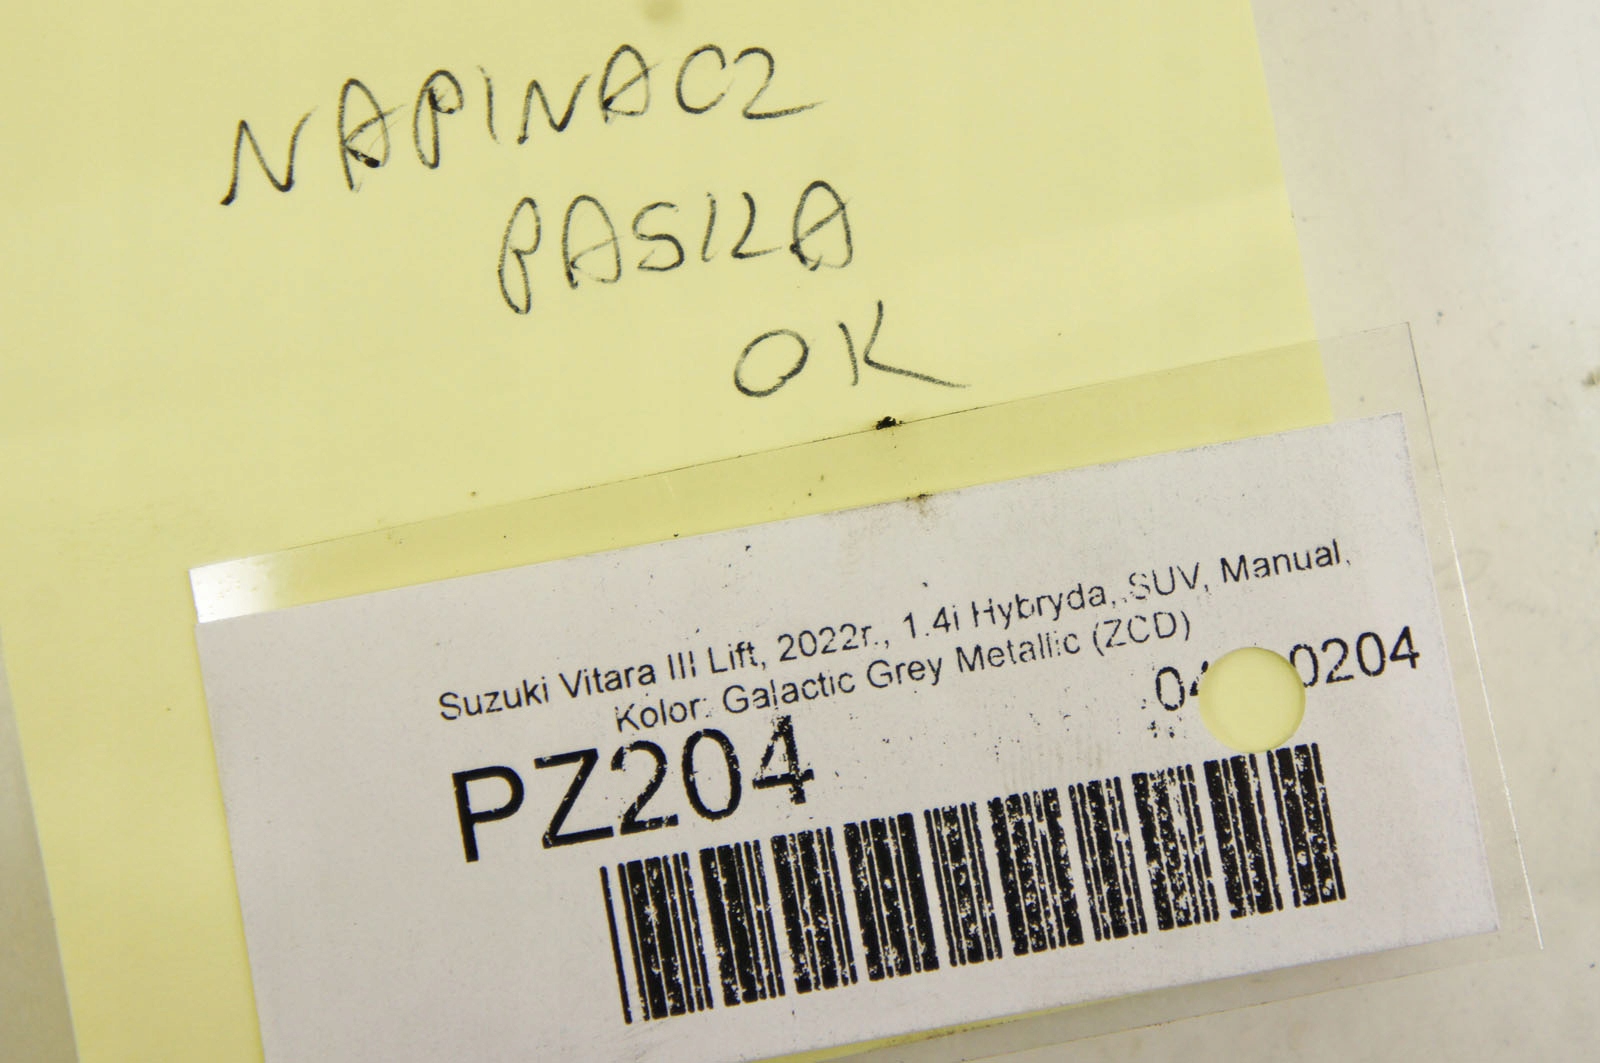 NAPINACZ
PASKA
OK
Suzuki Vitara III Lift, 2022r., 1.4i Hybryda, SUV, Manual,
Kolor: Galactic Grey Metallic (ZCD)
PZ204